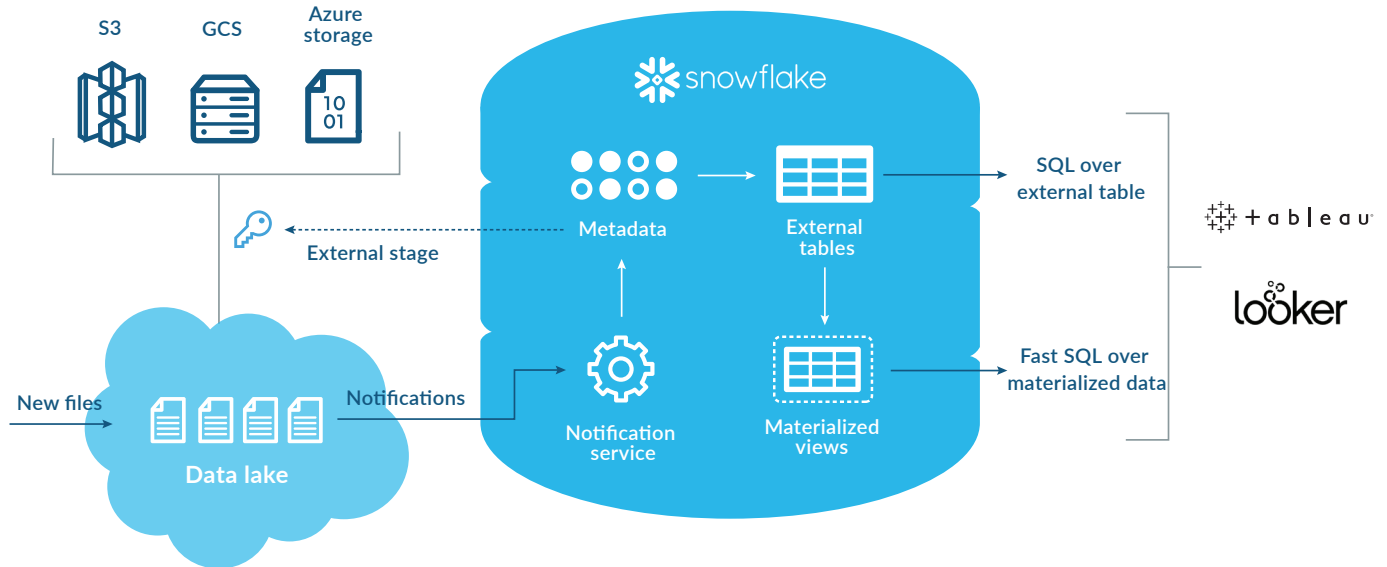 S3
GCS
Azure
storage
10
01
snowflake
Metadata
External
tables
SQL over
external table
External stage
+ a b l e a u
looker
New files
Notifications
Data lake
Notification
service
Materialized
views
Fast SQL over
materialized data